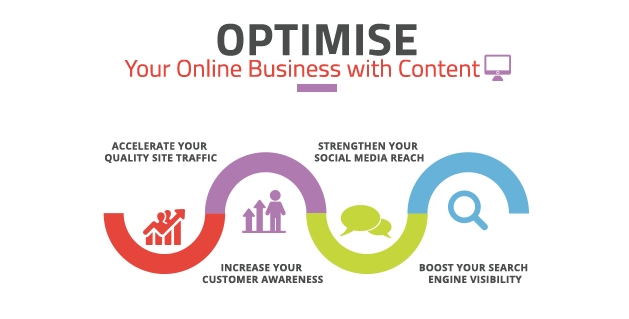 OPTIMISE
Your Online Business with Content
ACCELERATE YOUR
QUALITY SITE TRAFFIC
STRENGTHEN YOUR
SOCIAL MEDIA REACH
INCREASE YOUR
CUSTOMER AWARENESS
BOOST YOUR SEARCH
ENGINE VISIBILITY